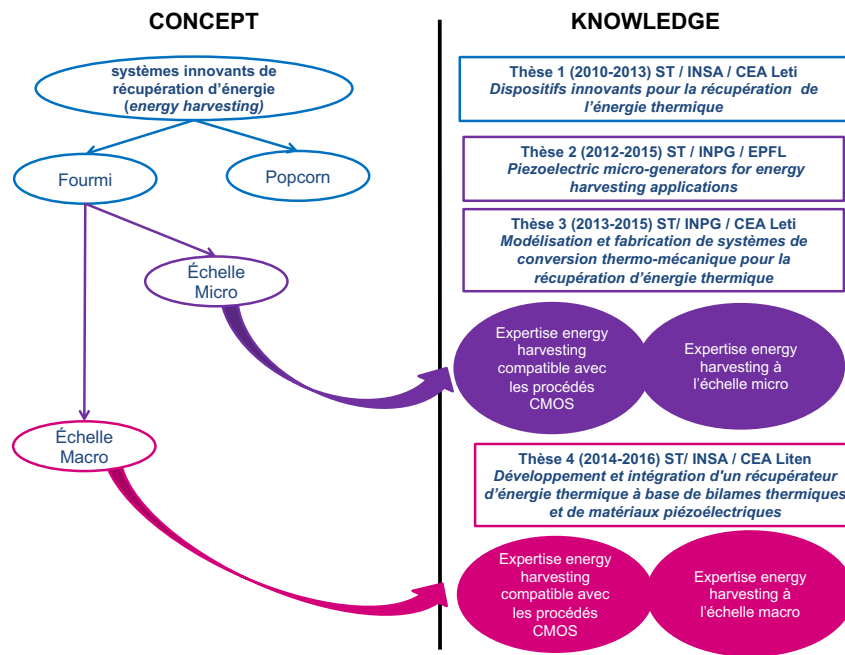 CONCEPT
KNOWLEDGE
systèmes innovants de
récupération d’énergie
(energy harvesting)
Fourmi
Popcorn
Échelle
Micro
Échelle
Macro
Thèse 1 (2010-2013) ST / INSA / CEA Leti
Dispositifs innovants pour la récupération de
l’énergie thermique
Thèse 2 (2012-2015) ST / INPG / EPFL
Piezoelectric micro-generators for energy
harvesting applications
Thèse 3 (2013-2015) ST/ INPG / CEA Leti
Modélisation et fabrication de systèmes de
conversion thermo-mécanique pour la
récupération d’énergie thermique
Expertise energy
harvesting
compatible avec
les procédés
CMOS
Expertise energy
harvesting à
l’échelle micro
Thèse 4 (2014-2016) ST/ INSA / CEA Liten
Développement et intégration d'un récupérateur
d’énergie thermique à base de bilames thermiques
et de matériaux piézoélectriques
Expertise energy
harvesting
compatible avec
les procédés
CMOS
Expertise energy
harvesting à
l’échelle macro